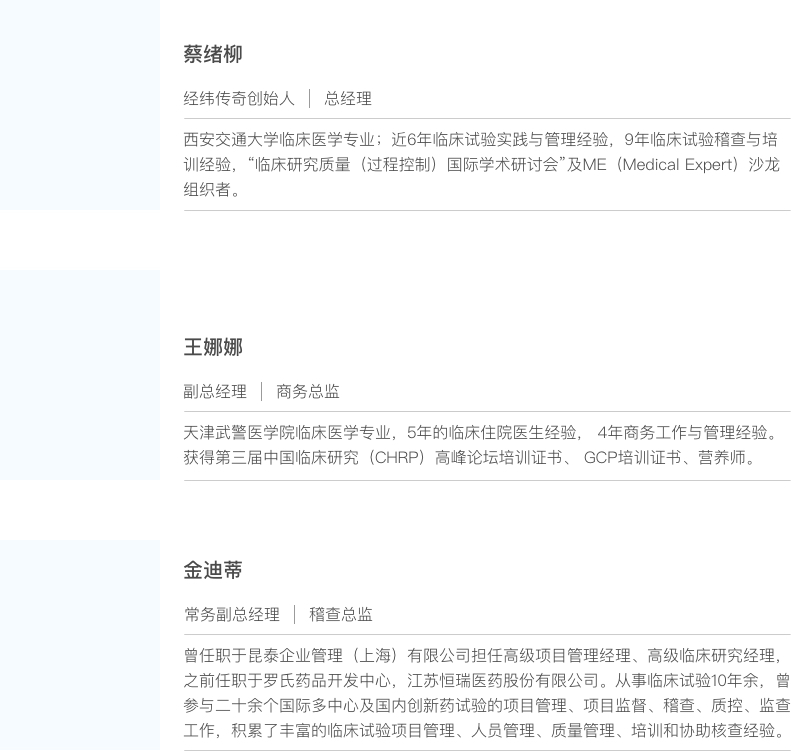 蔡绪柳
经纬传奇创始人 | 总经理
西安交通大学临床医学专业；近6年临床试验实践与管理经验，9年临床试验稽查与培
训经验，“临床研究质量（过程控制）国际学术研讨会”及ME（Medical Expert）沙龙
组织者。
王娜娜
副总经理 | 商务总监
天津武警医学院临床医学专业，5年的临床住院医生经验， 4年商务工作与管理经验。
获得第三届中国临床研究（CHRP）高峰论坛培训证书、 GCP培训证书、营养师。
金迪蒂
常务副总经理 | 稽查总监
曾任职于昆泰企业管理（上海）有限公司担任高级项目管理经理、高级临床研究经理，
之前任职于罗氏药品开发中心，江苏恒瑞医药股份有限公司。从事临床试验10年余，曾
参与二十余个国际多中心及国内创新药试验的项目管理、项目监督、稽查、质控、监查
工作，积累了丰富的临床试验项目管理、人员管理、质量管理、培训和协助核查经验。